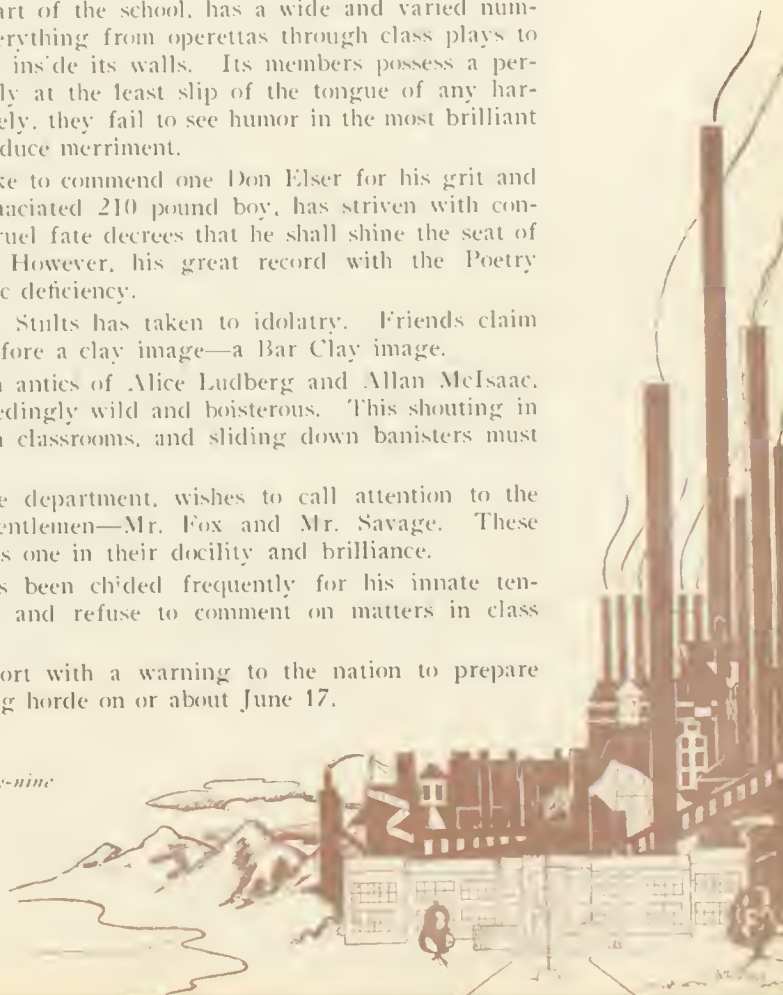 art of the school, has a wide and varied num-
erything from operettas through class plays to
ins'de its walls. Its members possess a per-
ly at the least slip of the tongue of any har-
ely, they fail to see humor in the most brilliant
duce merriment.
ke to commend one Don Elser for his grit and
naciated 210 pound boy, has striven with con-
ruel fate decrees that he shall shine the seat of
However, his great record with the Poetry
c deficiency.
Stults has taken to idolatry. Friends claim
fore a clay image—a Bar Clay image.
n antics of Alice Ludberg and Allan McIsaac,
edingly wild and boisterous. This shouting in
n classrooms, and sliding down banisters must
e department, wishes to call attention to the
entlemen—Mr. Fox and Mr. Savage. These
s one in their docility and brilliance.
s been ch'ded frequently for his innate ten-
and refuse to comment on matters in class
ort with a warning to the nation to prepare
g horde on or about June 17.
y-nine